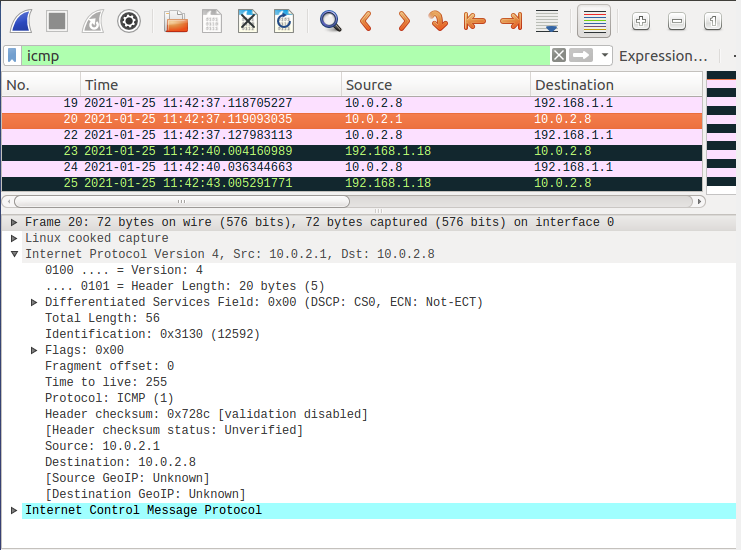 icmp Expression…
No. Time Source Destination
19 2021-01-25 11:42:37.118705227 10.0.2.8 192.168.1.1
20 2021-01-25 11:42:37.119093035 10.0.2.1 10.0.2.8
22 2021-01-25 11:42:37.127983113 10.0.2.8 192.168.1.1
23 2021-01-25 11:42:40.004160989 192.168.1.18 10.0.2.8
24 2021-01-25 11:42:40.036344663 10.0.2.8 192.168.1.1
25 2021-01-25 11:42:43.005291771 192.168.1.18 10.0.2.8
Frame 20: 72 bytes on wire (576 bits), 72 bytes captured (576 bits) on interface 0
Linux cooked capture
Internet Protocol Version 4, Src: 10.0.2.1, Dst: 10.0.2.8
0100 .... = Version: 4
.... 0101 = Header Length: 20 bytes (5)
Differentiated Services Field: 0x00 (DSCP: CS0, ECN: Not-ECT)
Total Length: 56
Identification: 0x3130 (12592)
Flags: 0x00
Fragment offset: 0
Time to live: 255
Protocol: ICMP (1)
Header checksum: 0x728c [validation disabled]
[Header checksum status: Unverified]
Source: 10.0.2.1
Destination: 10.0.2.8
[Source GeoIP: Unknown]
[Destination GeoIP: Unknown]
Internet Control Message Protocol